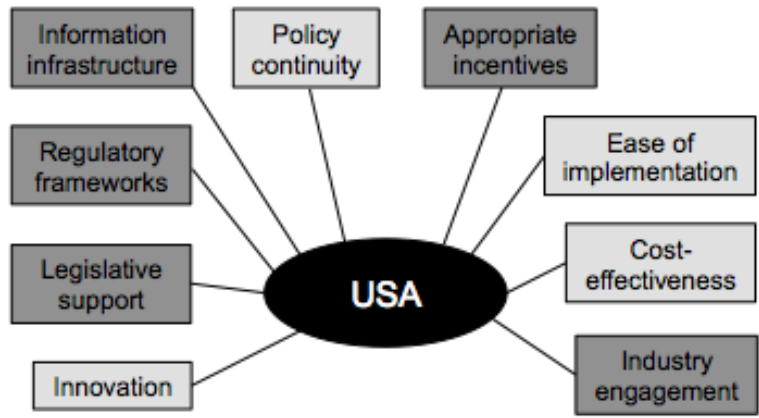 Information
infrastructure
Policy
continuity
Appropriate
incentives
Regulatory
frameworks
Ease of
implementation
Legislative
support
USA
Cost-
effectiveness
Innovation
Industry
engagement